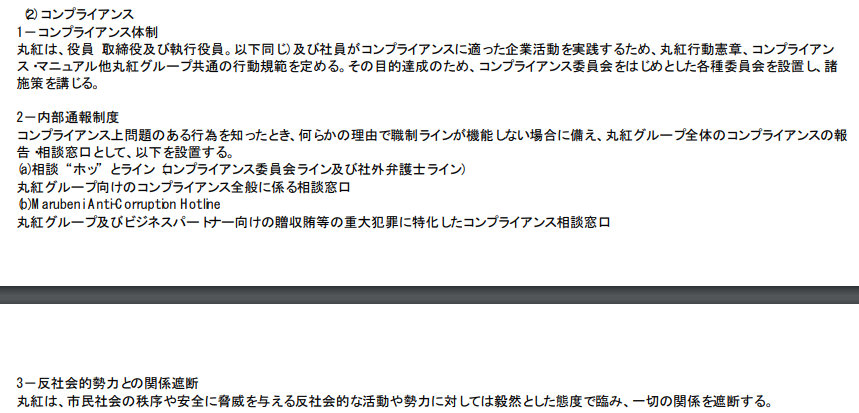 (2)コンプライアンス
1－コンプライアンス体制
丸紅は、役員（取締役及び執行役員。以下同じ）及び社員がコンプライアンスに適った企業活動を実践するため、丸紅行動憲章、コンプライアン
ス・マニュアル他丸紅グループ共通の行動規範を定める。その目的達成のため、コンプライアンス委員会をはじめとした各種委員会を設置し、諸
施策を講じる。
2－内部通報制度
コンプライアンス上問題のある行為を知ったとき、何らかの理由で職制ラインが機能しない場合に備え、丸紅グループ全体のコンプライアンスの報
告・相談窓口として、以下を設置する。
(a)相談“ホッ”とライン（コンプライアンス委員会ライン及び社外弁護士ライン）
丸紅グループ向けのコンプライアンス全般に係る相談窓口
(b)Marubeni Anti-Corruption Hotline
丸紅グループ及びビジネスパートナー向けの贈収賄等の重大犯罪に特化したコンプライアンス相談窓口
3－反社会的勢力との関係遮断
丸紅は、市民社会の秩序や安全に脅威を与える反社会的な活動や勢力に対しては毅然とした態度で臨み、一切の関係を遮断する。